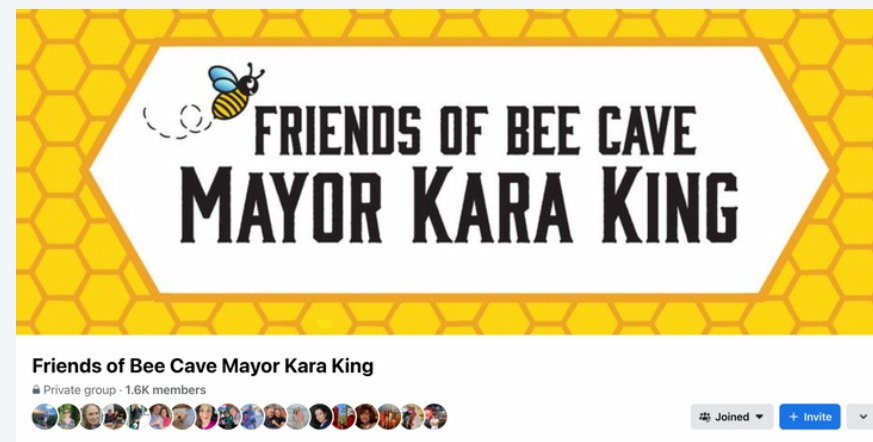 FRIENDS OF BEE CAVE
MAYOR KARA KING
Friends of Bee Cave Mayor Kara King
Private group · 1.6K members
Joined
+ Invite